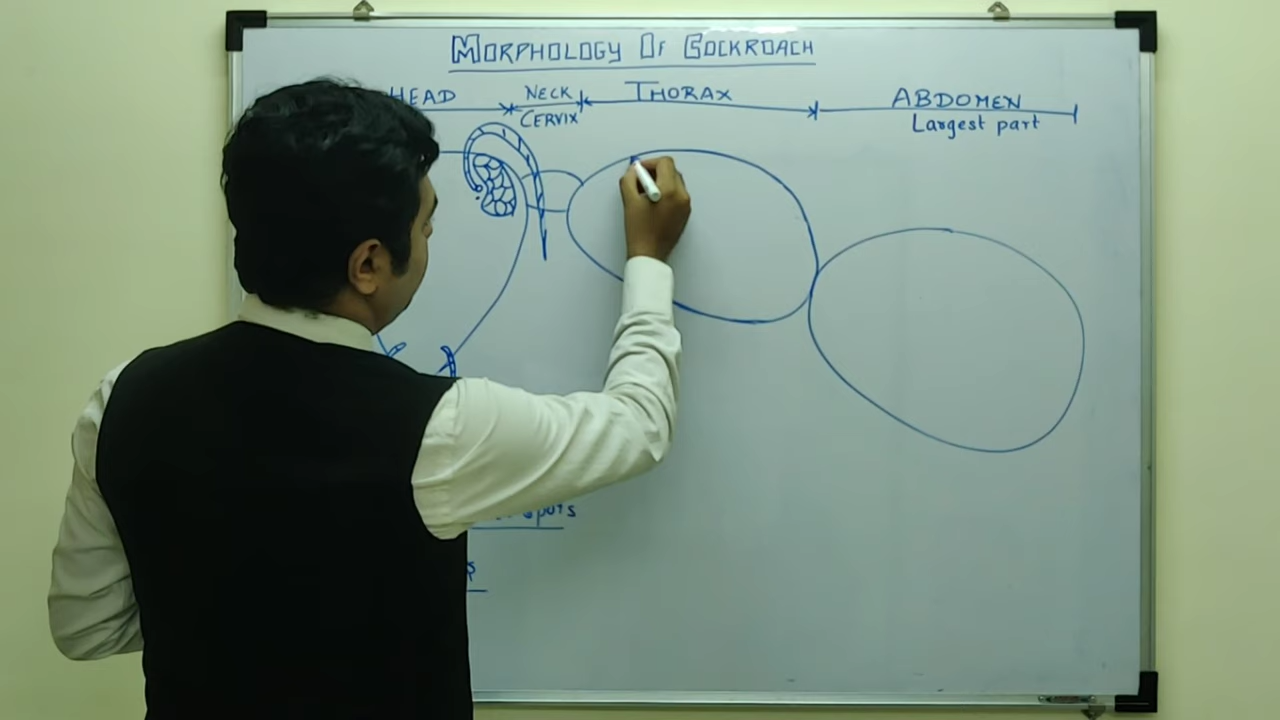 MORPHOLOGY OF COCKROACH
HEAD
NECK
CERVIX
THORAX
ABDOMEN
Largest part